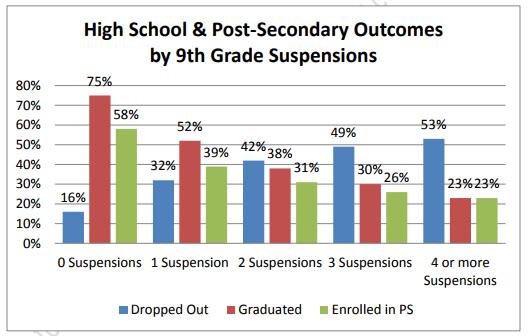 High School & Post-Secondary Outcomes
by 9th Grade Suspensions
80%
70%
60%
50%
40%
30%
20%
10%
0%
16%
75%
58%
32%
52%
39%
42%
38%
31%
49%
30%
26%
53%
23%
23%
0 Suspensions
1 Suspension
2 Suspensions
3 Suspensions
4 or more
Suspensions
Dropped Out
Graduated
Enrolled in PS